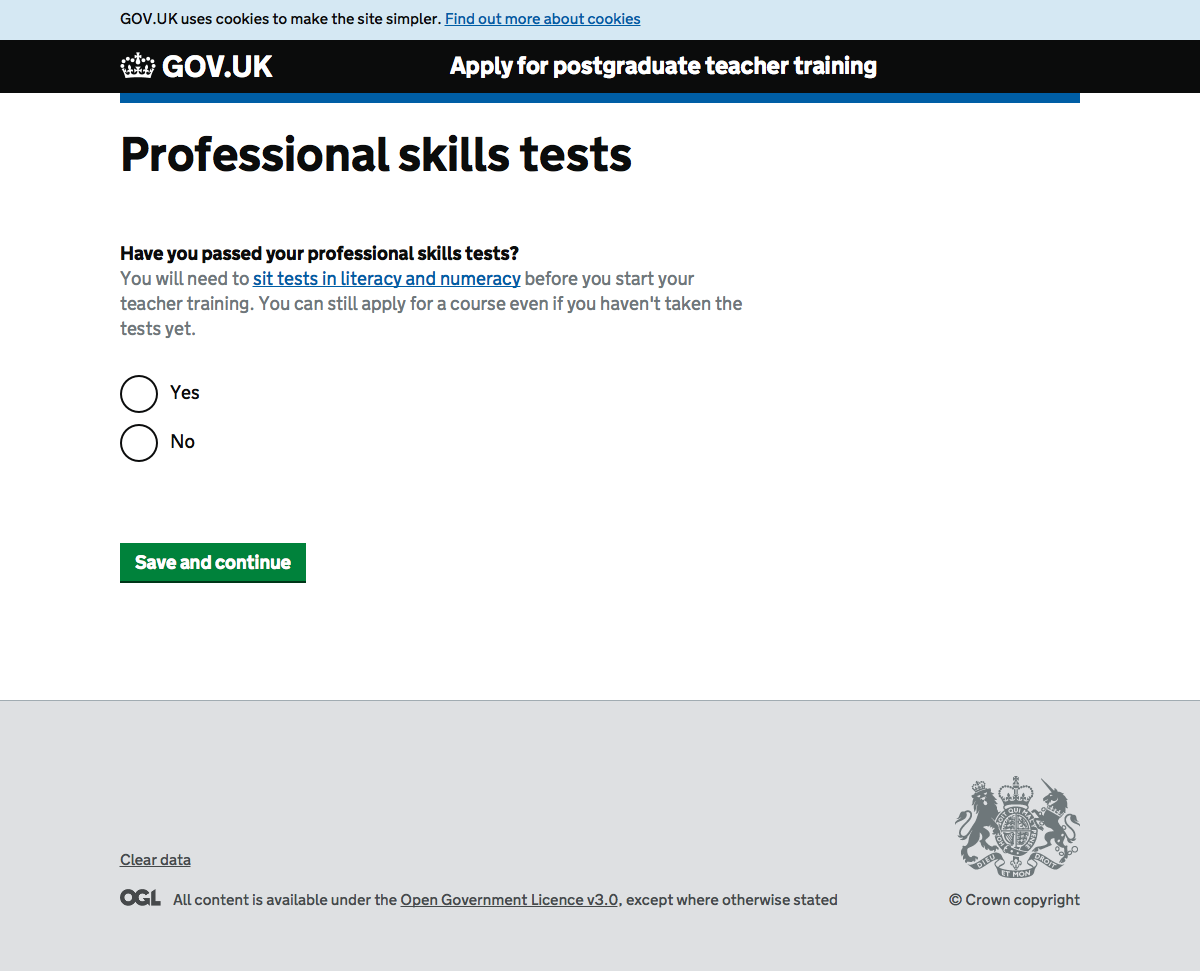 GOV.UK uses cookies to make the site simpler. Find out more about cookies
GOV.UK
Apply for postgraduate teacher training
Professional skills tests
Have you passed your professional skills tests?
You will need to sit tests in literacy and numeracy before you start your
teacher training. You can still apply for a course even if you haven't taken the
tests yet.
Yes
No
Save and continue
DIEU ET MON DROIT
Clear data
OGL All content is available under the Open Government Licence v3.0, except where otherwise stated
© Crown copyright